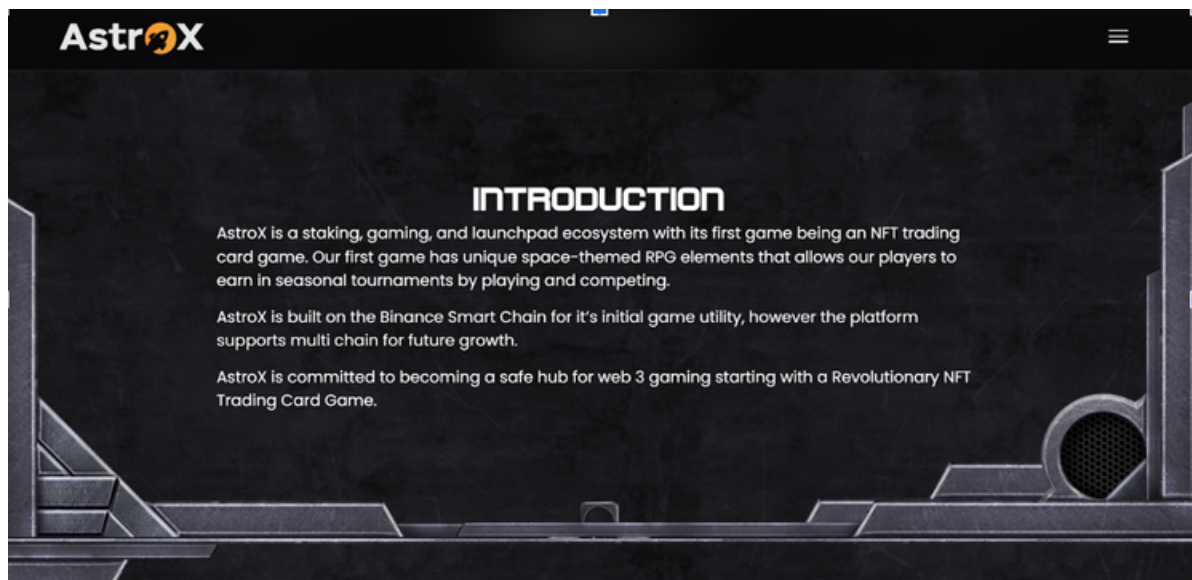 AstroX
INTRODUCTION
AstroX is a staking, gaming, and launchpad ecosystem with its first game being an NFT trading
card game. Our first game has unique space-themed RPG elements that allows our players to
earn in seasonal tournaments by playing and competing.
AstroX is built on the Binance Smart Chain for it's initial game utility, however the platform
supports multi chain for future growth.
AstroX is committed to becoming a safe hub for web 3 gaming starting with a Revolutionary NFT
Trading Card Game.